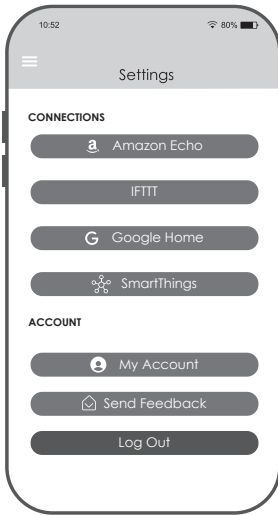 10:52 80%
Settings
CONNECTIONS
Amazon Echo
IFTTT
Google Home
SmartThings
ACCOUNT
My Account
Send Feedback
Log Out